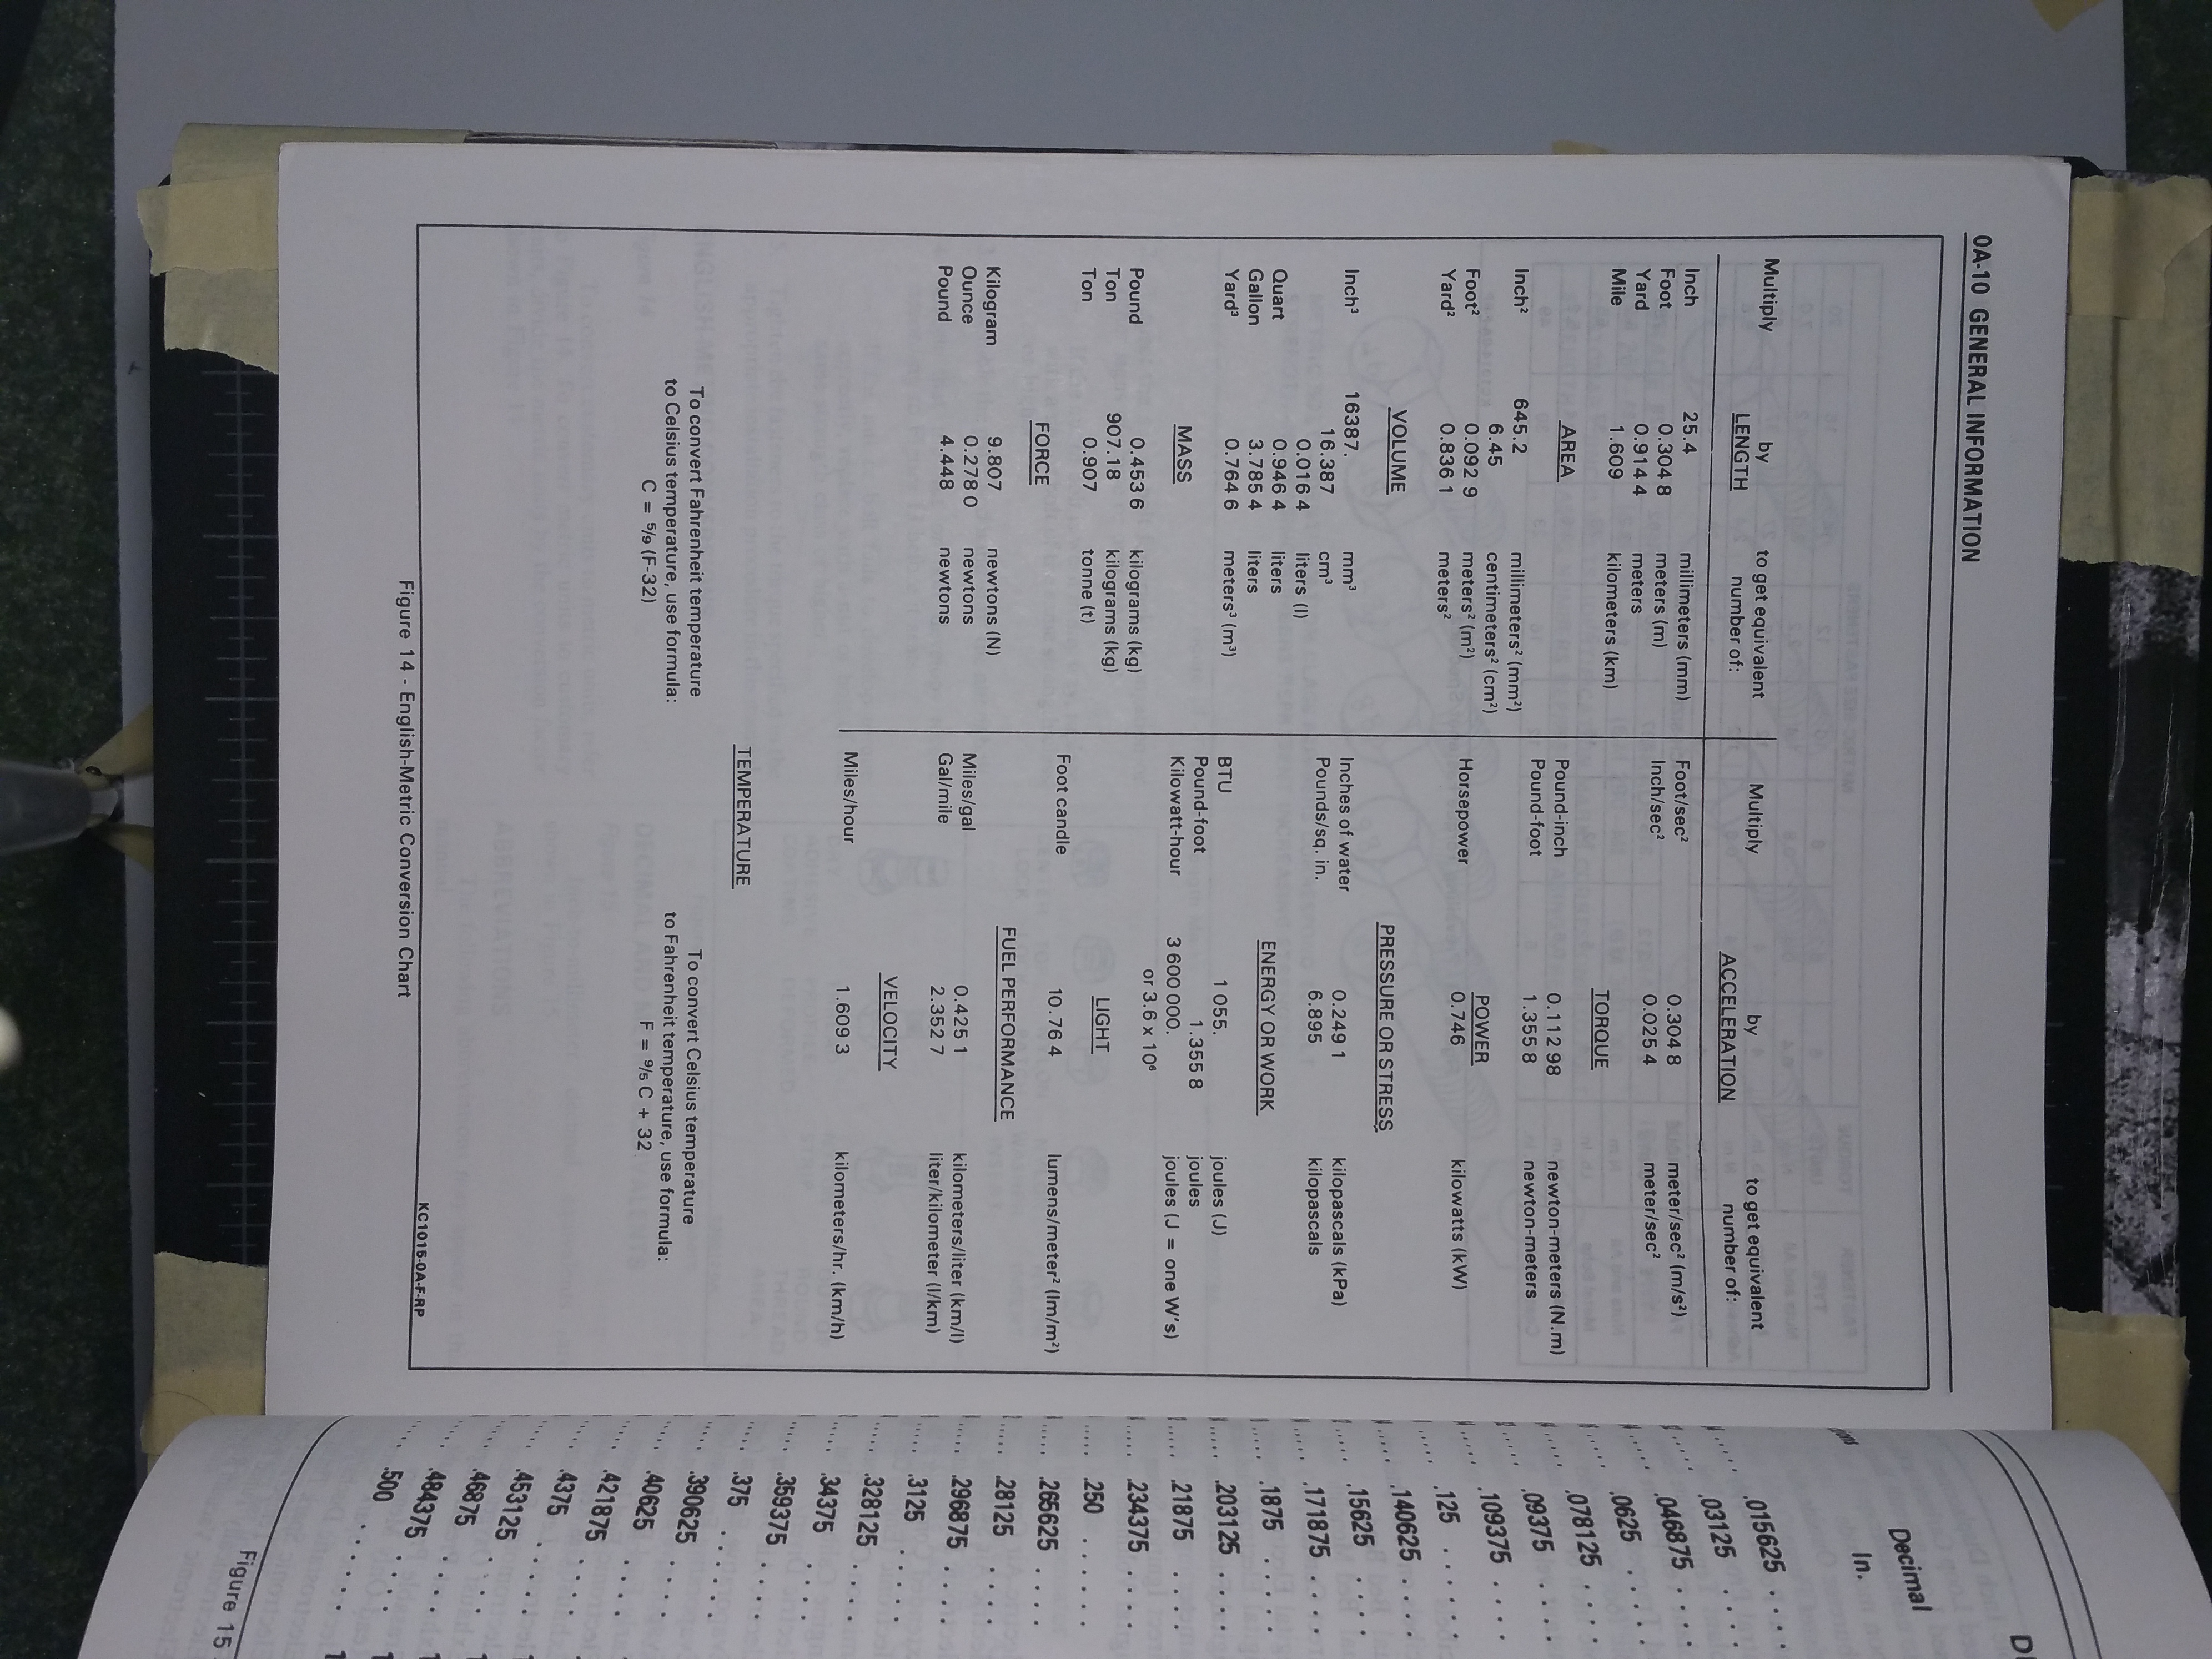 0A-10 GENERAL INFORMATION
Multiply by to get equivalent number of:
LENGTH
Inch 25.4 millimeters (mm)
Foot 0.304 8 meters (m)
Yard 0.914 4 meters
Mile 1.609 kilometers (km)
AREA
Inch² 645.2 millimeters² (mm²)
6.45 centimeters² (cm²)
Foot² 0.092 9 meters² (m²)
Yard² 0.836 1 meters²
VOLUME
Inch³ 16387. mm³
16.387 cm³
0.016 4 liters (l)
Quart 0.946 4 liters
Gallon 3.785 4 liters
Yard³ 0.764 6 meters³ (m³)
MASS
Pound 0.453 6 kilograms (kg)
Ton 907.18 kilograms (kg)
Ton 0.907 tonne (t)
FORCE
Kilogram 9.807 newtons (N)
Ounce 0.278 0 newtons
Pound 4.448 newtons
Multiply by to get equivalent number of:
ACCELERATION
Foot/sec² 0.304 8 meter/sec² (m/s²)
Inch/sec² 0.025 4 meter/sec²
TORQUE
Pound-inch 0.112 98 newton-meters (N.m)
Pound-foot 1.355 8 newton-meters
POWER
Horsepower 0.746 kilowatts (kW)
PRESSURE OR STRESS
Inches of water 0.249 1 kilopascals (kPa)
Pounds/sq. in. 6.895 kilopascals
ENERGY OR WORK
BTU 1 055. joules (J)
Pound-foot 1.355 8 joules
Kilowatt-hour 3 600 000. joules (J = one W's)
or 3.6 x 10⁶
LIGHT
Foot candle 10.76 4 lumens/meter² (lm/m²)
FUEL PERFORMANCE
Miles/gal 0.425 1 kilometers/liter (km/l)
Gal/mile 2.352 7 liter/kilometer (l/km)
VELOCITY
Miles/hour 1.609 3 kilometers/hr. (km/h)
TEMPERATURE
To convert Fahrenheit temperature
to Celsius temperature, use formula:
C = ⁵/₉ (F-32)
To convert Celsius temperature
to Fahrenheit temperature, use formula:
F = ⁹/₅ C + 32
KC1015-0A-F-RP
Figure 14 - English-Metric Conversion Chart
Decimal
In.
.015625
.03125
.046875
.0625
.078125
.09375
.109375
.125
.140625
.15625
.171875
.1875
.203125
.21875
.234375
.250
.265625
.28125
.296875
.3125
.328125
.34375
.359375
.375
.390625
.40625
.421875
.4375
.453125
.46875
.484375
.500
Figure 15